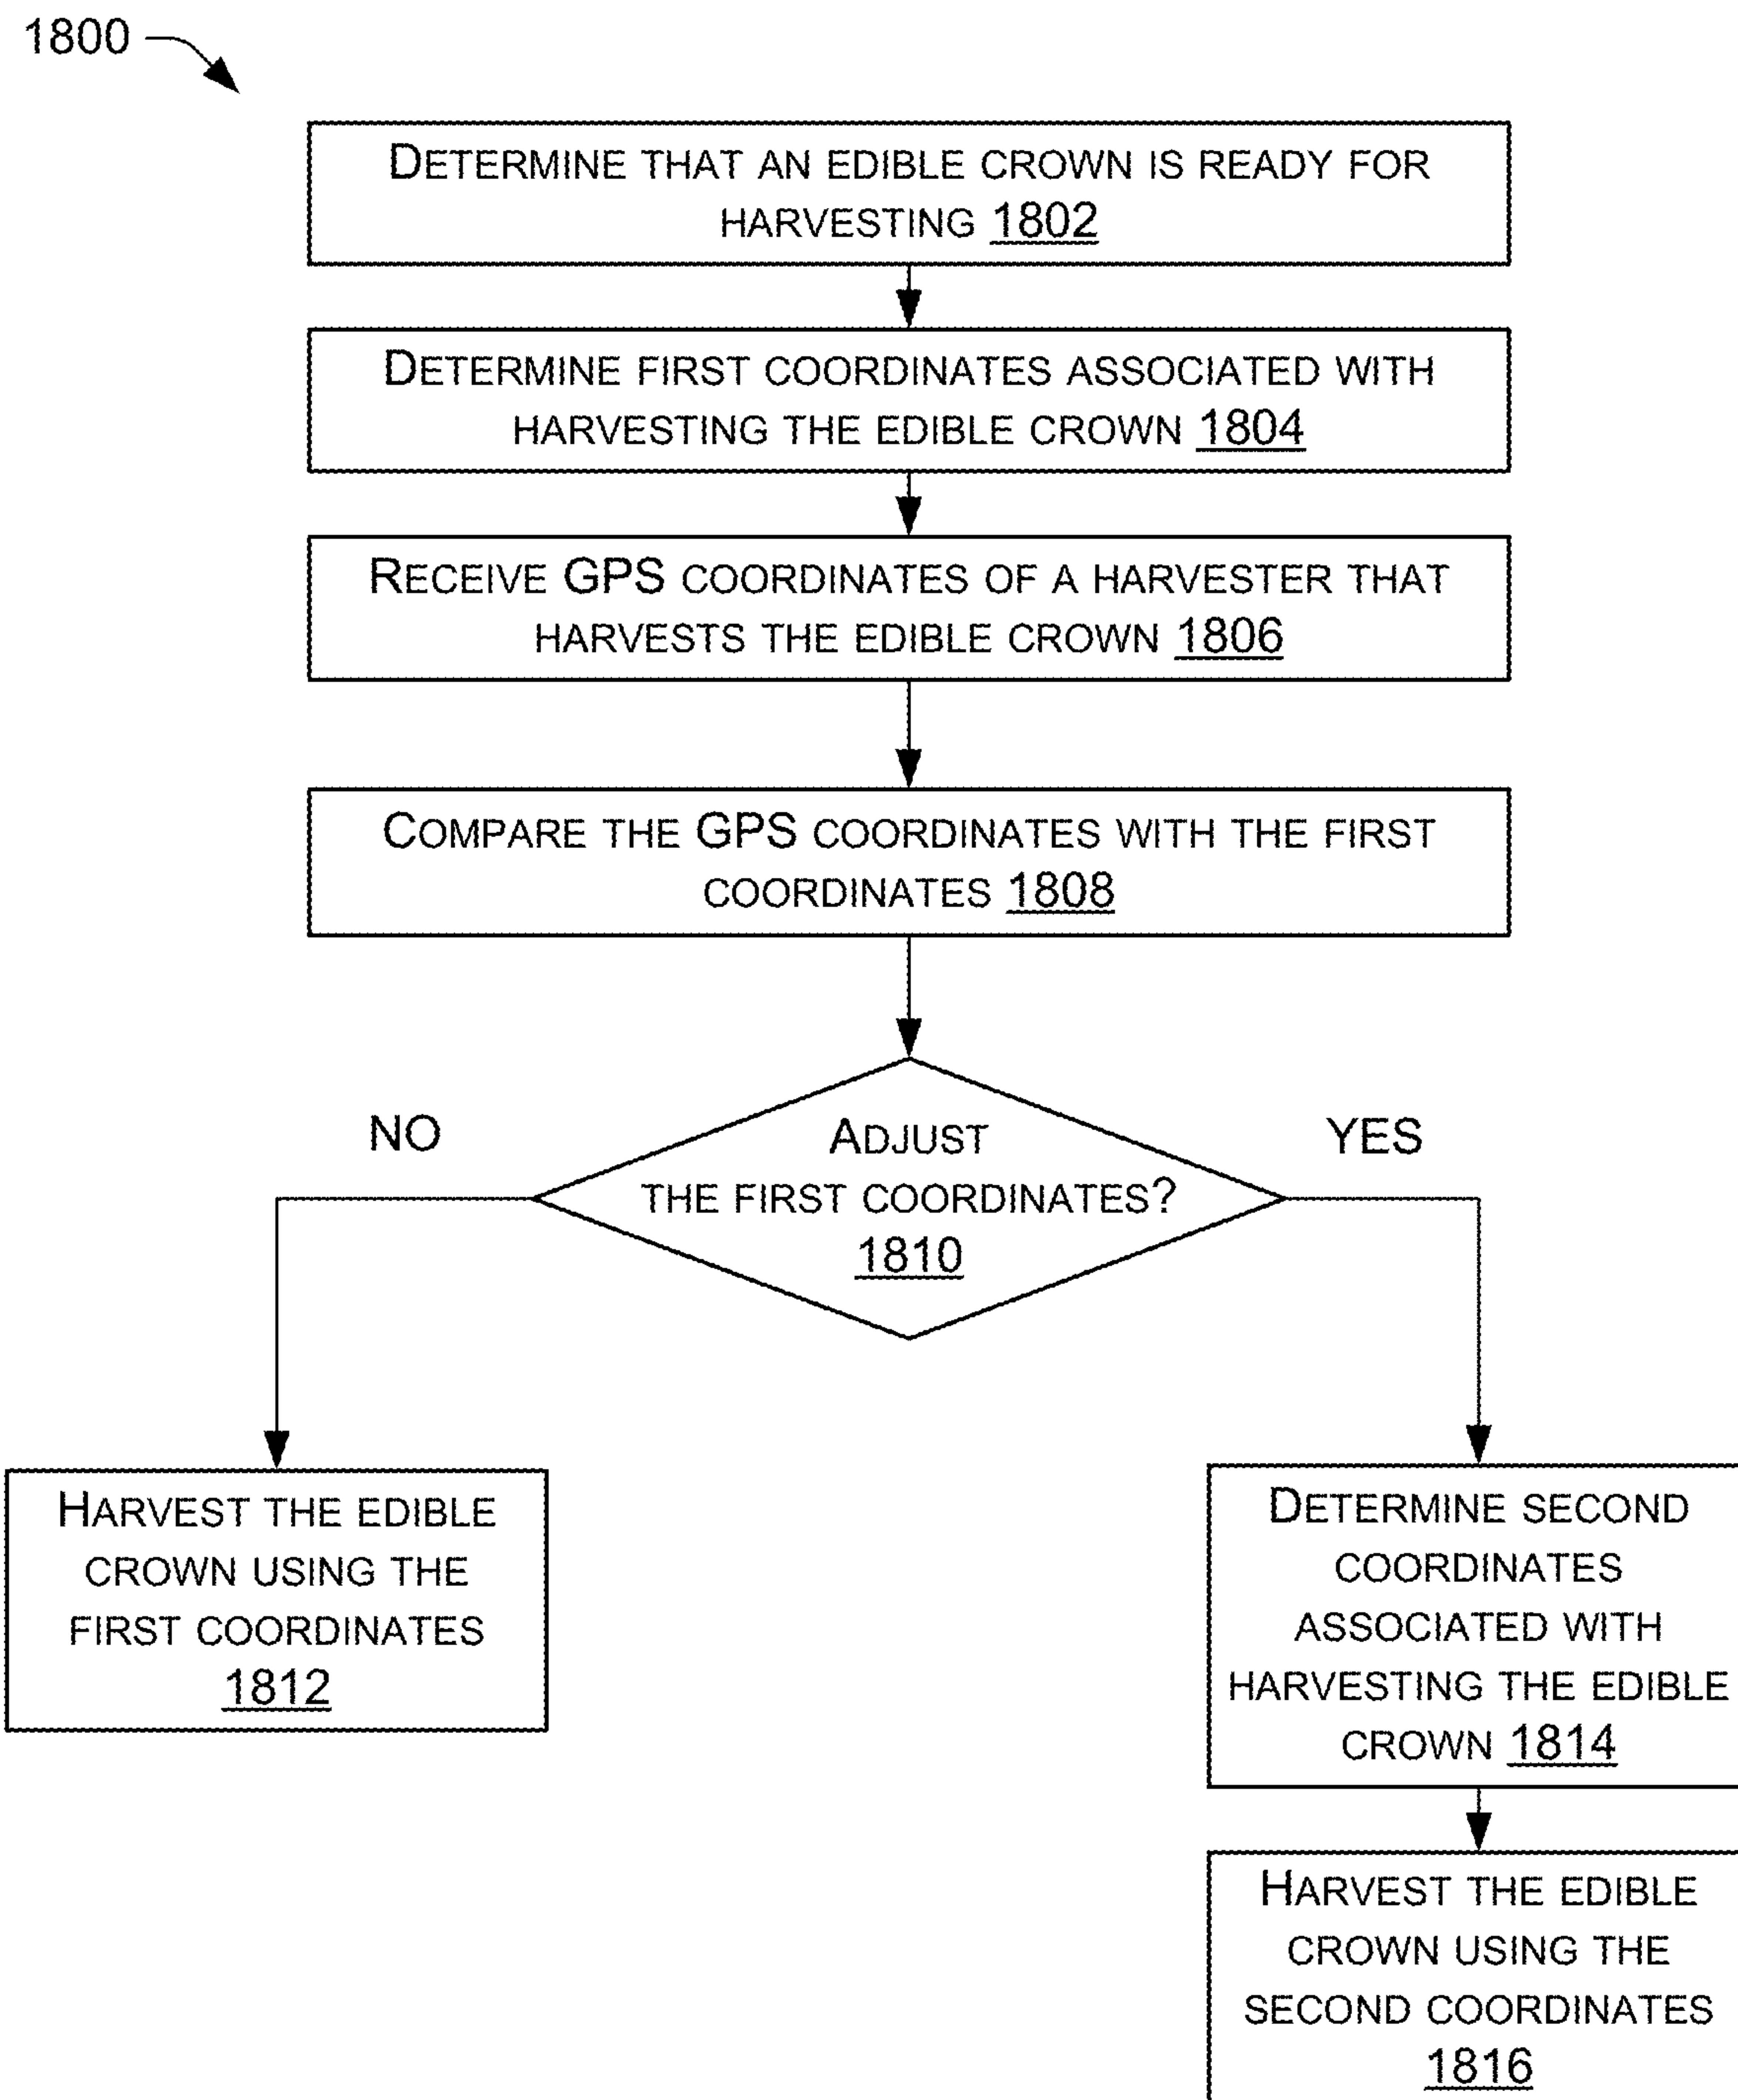 1800
DETERMINE THAT AN EDIBLE CROWN IS READY FOR
HARVESTING 1802
DETERMINE FIRST COORDINATES ASSOCIATED WITH
HARVESTING THE EDIBLE CROWN 1804
RECEIVE GPS COORDINATES OF A HARVESTER THAT
HARVESTS THE EDIBLE CROWN 1806
COMPARE THE GPS COORDINATES WITH THE FIRST
COORDINATES 1808
ADJUST
THE FIRST COORDINATES?
1810
NO
YES
HARVEST THE EDIBLE
CROWN USING THE
FIRST COORDINATES
1812
DETERMINE SECOND
COORDINATES
ASSOCIATED WITH
HARVESTING THE EDIBLE
CROWN 1814
HARVEST THE EDIBLE
CROWN USING THE
SECOND COORDINATES
1816